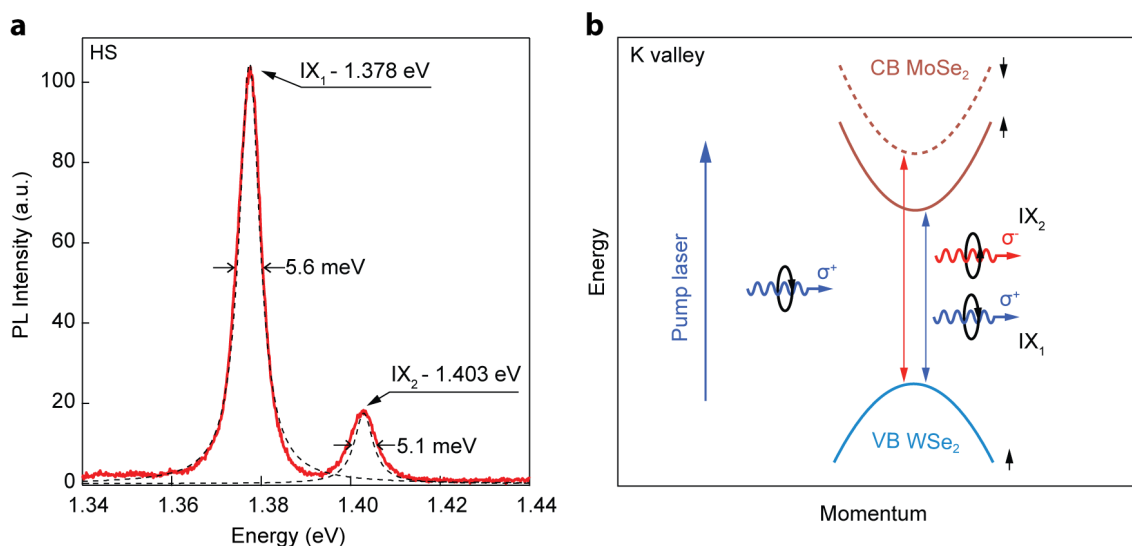 a
HS
IX₁ - 1.378 eV
5.6 meV
IX₂ - 1.403 eV
5.1 meV
100
80
60
40
20
0
PL Intensity (a.u.)
1.34 1.36 1.38 1.40 1.42 1.44
Energy (eV)
b
K valley
CB MoSe₂
Pump laser
σ⁺
IX₂
σ⁻
σ⁺
IX₁
VB WSe₂
Energy
Momentum